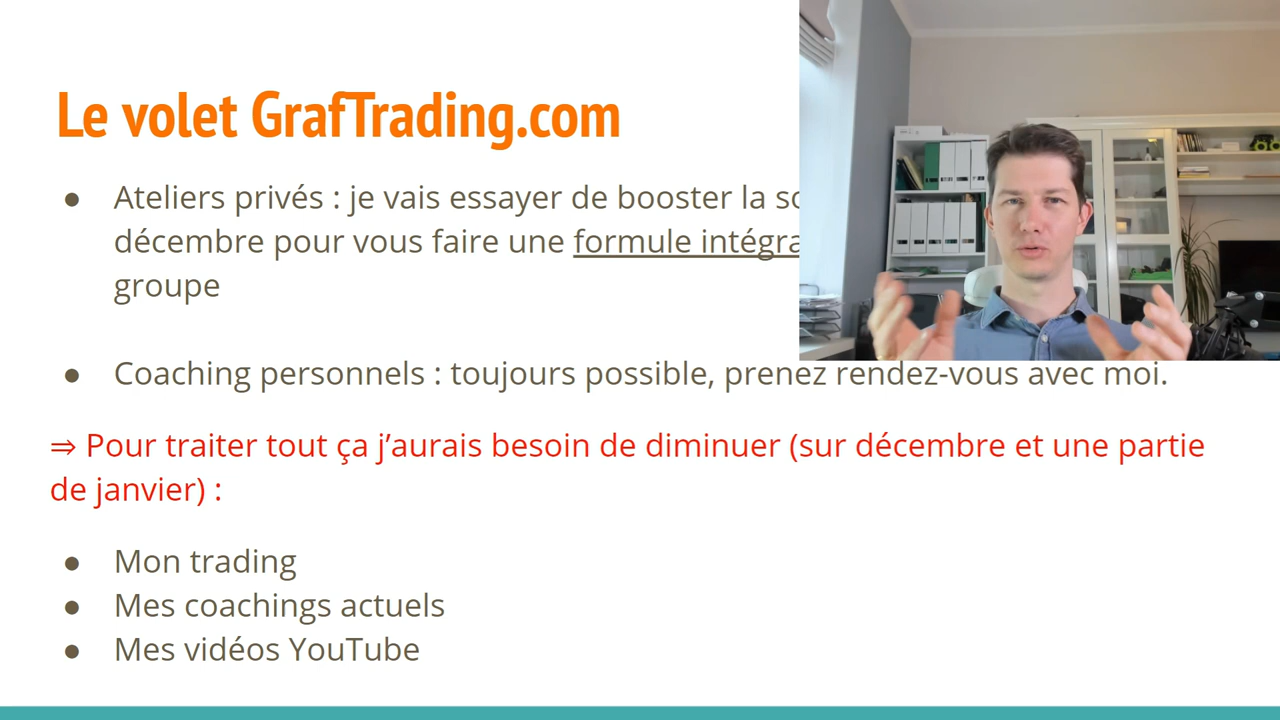 Le volet GrafTrading.com
● Ateliers privés : je vais essayer de booster la
décembre pour vous faire une formule
groupe
● Coaching personnels : toujours possible, prenez rendez-vous avec moi.
⇒ Pour traiter tout ça j’aurais besoin de diminuer (sur décembre et une partie
de janvier) :
● Mon trading
● Mes coachings actuels
● Mes vidéos YouTube